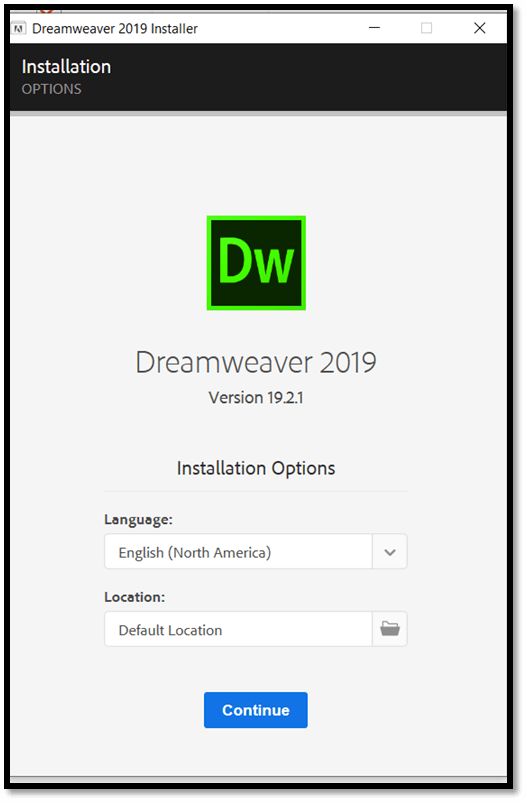 Dreamweaver 2019 Installer
Installation
OPTIONS
Dw
Dreamweaver 2019
Version 19.2.1
Installation Options
Language:
English (North America)
Location:
Default Location
Continue